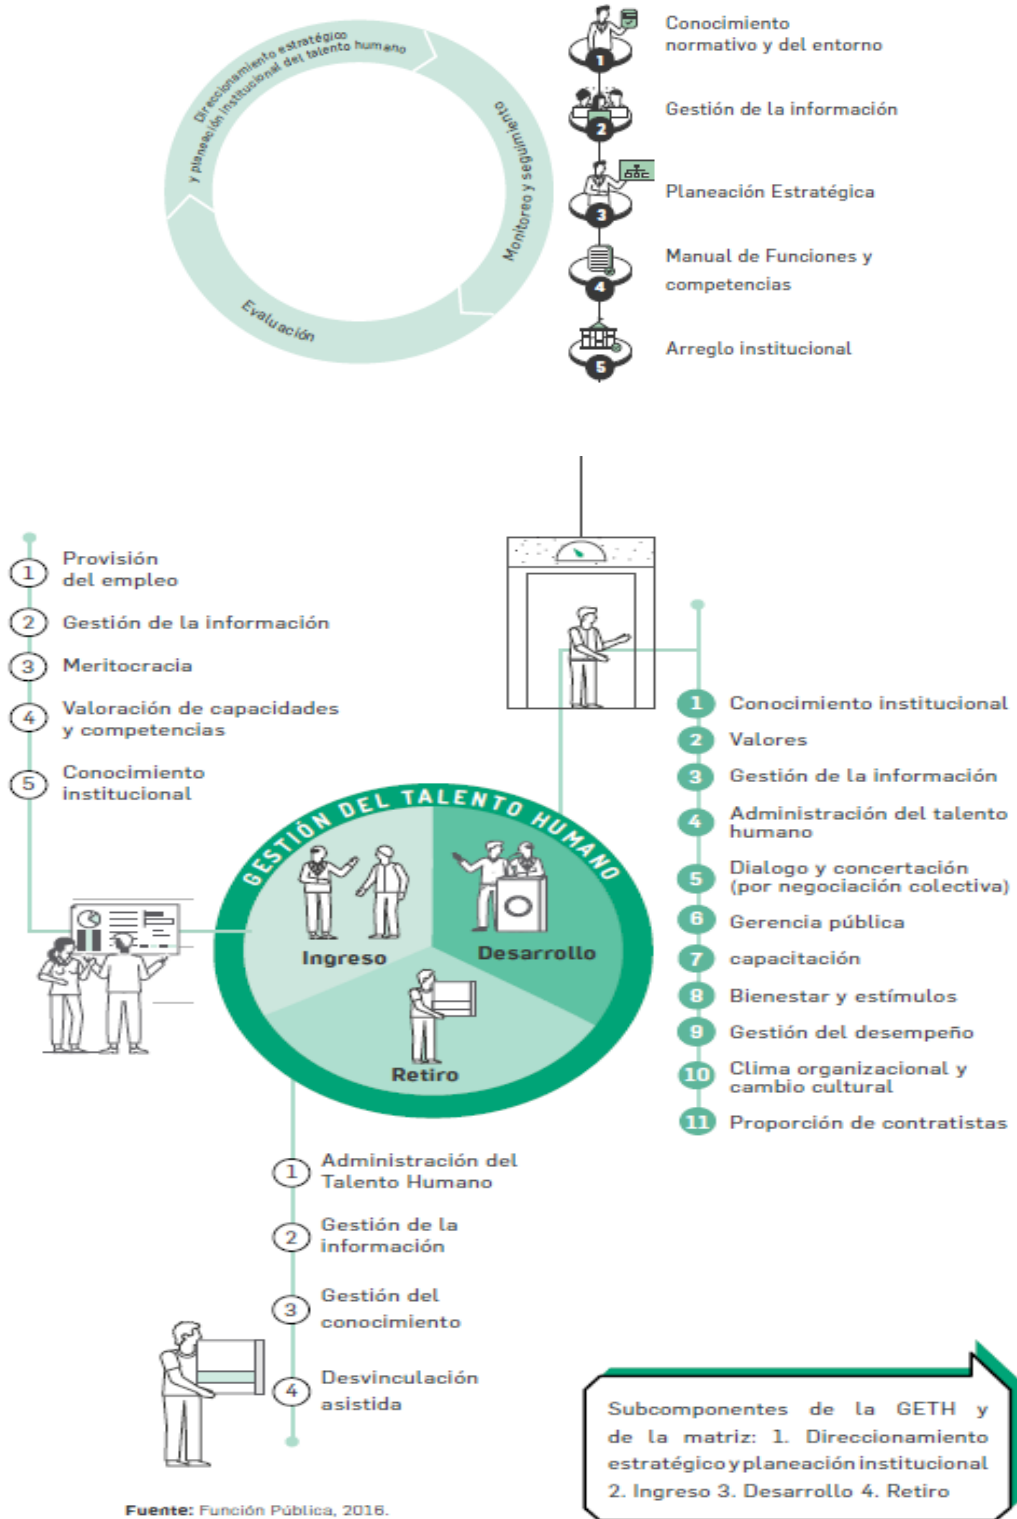 Direccionamiento estratégico
y planeación institucional del talento humano
Monitoreo y seguimiento
Evaluación
1
Conocimiento
normativo y del entorno
2
Gestión de la información
3
Planeación Estratégica
4
Manual de Funciones y
competencias
5
Arreglo institucional
1
Provisión
del empleo
2
Gestión de la información
3
Meritocracia
4
Valoración de capacidades
y competencias
5
Conocimiento
institucional
GESTIÓN DEL TALENTO HUMANO
Ingreso
Desarrollo
Retiro
1
Conocimiento institucional
2
Valores
3
Gestión de la información
4
Administración del talento
humano
5
Dialogo y concertación
(por negociación colectiva)
6
Gerencia pública
7
capacitación
8
Bienestar y estímulos
9
Gestión del desempeño
10
Clima organizacional y
cambio cultural
11
Proporción de contratistas
1
Administración del
Talento Humano
2
Gestión de la
información
3
Gestión del
conocimiento
4
Desvinculación
asistida
Subcomponentes de la GETH y
de la matriz: 1. Direccionamiento
estratégico y planeación institucional
2. Ingreso 3. Desarrollo 4. Retiro
Fuente: Función Pública, 2016.